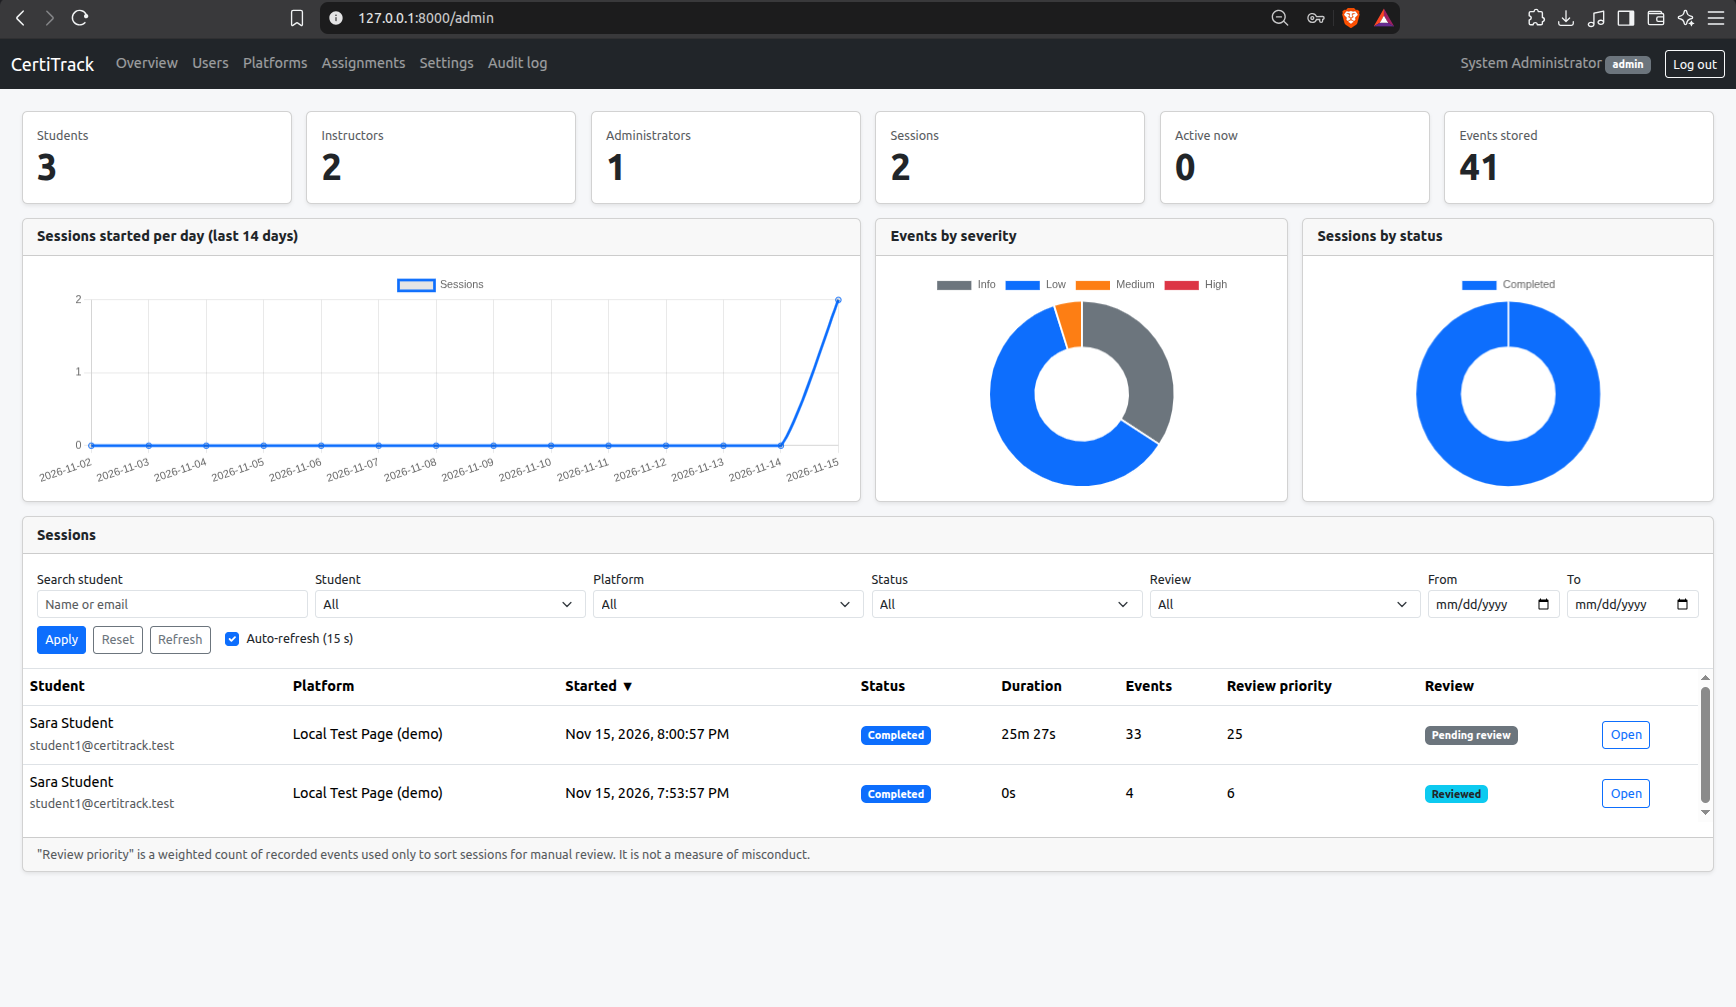 127.0.0.1:8000/admin
CertiTrack Overview Users Platforms Assignments Settings Audit log System Administrator admin Log out
Students Instructors Administrators Sessions Active now Events stored
3 2 1 2 0 41
Sessions started per day (last 14 days)
Sessions
2
1
0
2026-11-02 2026-11-03 2026-11-04 2026-11-05 2026-11-06 2026-11-07 2026-11-08 2026-11-09 2026-11-10 2026-11-11 2026-11-12 2026-11-13 2026-11-14 2026-11-15
Events by severity
Info Low Medium High
Sessions by status
Completed
Sessions
Search student Student Platform Status Review From To
Name or email All All All All mm/dd/yyyy mm/dd/yyyy
Apply Reset Refresh Auto-refresh (15 s)
Student Platform Started ▼ Status Duration Events Review priority Review
Sara Student
student1@certitrack.test
Local Test Page (demo) Nov 15, 2026, 8:00:57 PM Completed 25m 27s 33 25 Pending review Open
Sara Student
student1@certitrack.test
Local Test Page (demo) Nov 15, 2026, 7:53:57 PM Completed 0s 4 6 Reviewed Open
"Review priority" is a weighted count of recorded events used only to sort sessions for manual review. It is not a measure of misconduct.